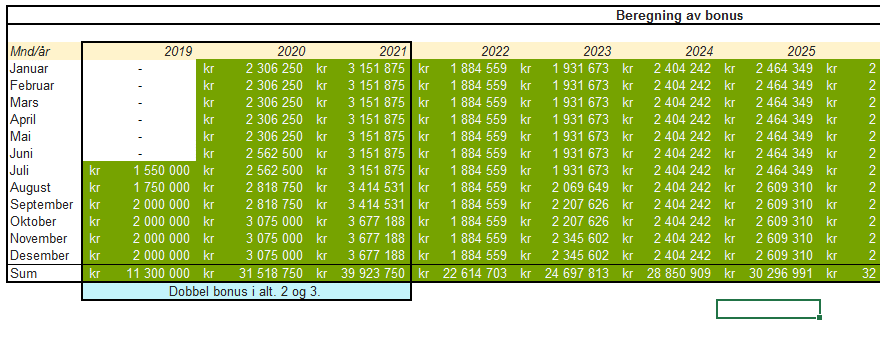 Beregning av bonus
Mnd/år 2019 2020 2021 2022 2023 2024 2025
Januar - kr 2 306 250 kr 3 151 875 kr 1 884 559 kr 1 931 673 kr 2 404 242 kr 2 464 349 kr 2
Februar - kr 2 306 250 kr 3 151 875 kr 1 884 559 kr 1 931 673 kr 2 404 242 kr 2 464 349 kr 2
Mars - kr 2 306 250 kr 3 151 875 kr 1 884 559 kr 1 931 673 kr 2 404 242 kr 2 464 349 kr 2
April - kr 2 306 250 kr 3 151 875 kr 1 884 559 kr 1 931 673 kr 2 404 242 kr 2 464 349 kr 2
Mai - kr 2 306 250 kr 3 151 875 kr 1 884 559 kr 1 931 673 kr 2 404 242 kr 2 464 349 kr 2
Juni - kr 2 562 500 kr 3 151 875 kr 1 884 559 kr 1 931 673 kr 2 404 242 kr 2 464 349 kr 2
Juli kr 1 550 000 kr 2 562 500 kr 3 151 875 kr 1 884 559 kr 1 931 673 kr 2 404 242 kr 2 464 349 kr 2
August kr 1 750 000 kr 2 818 750 kr 3 414 531 kr 1 884 559 kr 2 069 649 kr 2 404 242 kr 2 609 310 kr 2
September kr 2 000 000 kr 2 818 750 kr 3 414 531 kr 1 884 559 kr 2 207 626 kr 2 404 242 kr 2 609 310 kr 2
Oktober kr 2 000 000 kr 3 075 000 kr 3 677 188 kr 1 884 559 kr 2 207 626 kr 2 404 242 kr 2 609 310 kr 2
November kr 2 000 000 kr 3 075 000 kr 3 677 188 kr 1 884 559 kr 2 345 602 kr 2 404 242 kr 2 609 310 kr 2
Desember kr 2 000 000 kr 3 075 000 kr 3 677 188 kr 1 884 559 kr 2 345 602 kr 2 404 242 kr 2 609 310 kr 2
Sum kr 11 300 000 kr 31 518 750 kr 39 923 750 kr 22 614 703 kr 24 697 813 kr 28 850 909 kr 30 296 991 kr 32
Dobbel bonus i alt. 2 og 3.